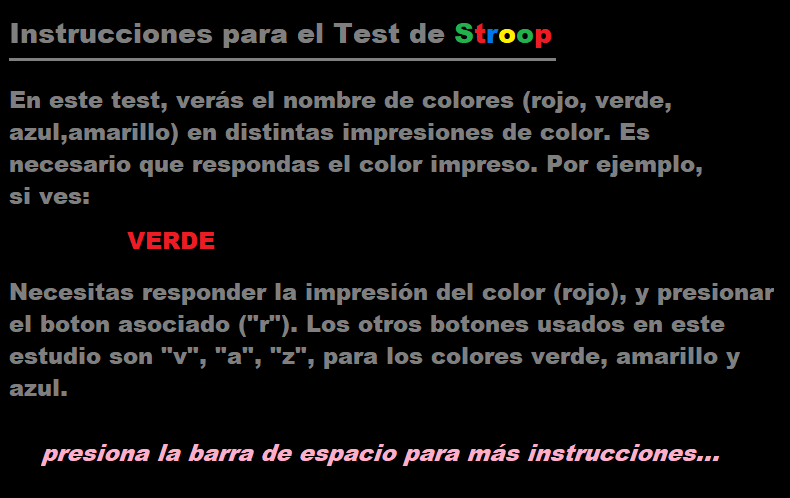 Instrucciones para el Test de Stroop
En este test, verás el nombre de colores (rojo, verde,
azul,amarillo) en distintas impresiones de color. Es
necesario que respondas el color impreso. Por ejemplo,
si ves:
VERDE
Necesitas responder la impresión del color (rojo), y presionar
el boton asociado ("r"). Los otros botones usados en este
estudio son "v", "a", "z", para los colores verde, amarillo y
azul.
presiona la barra de espacio para más instrucciones...